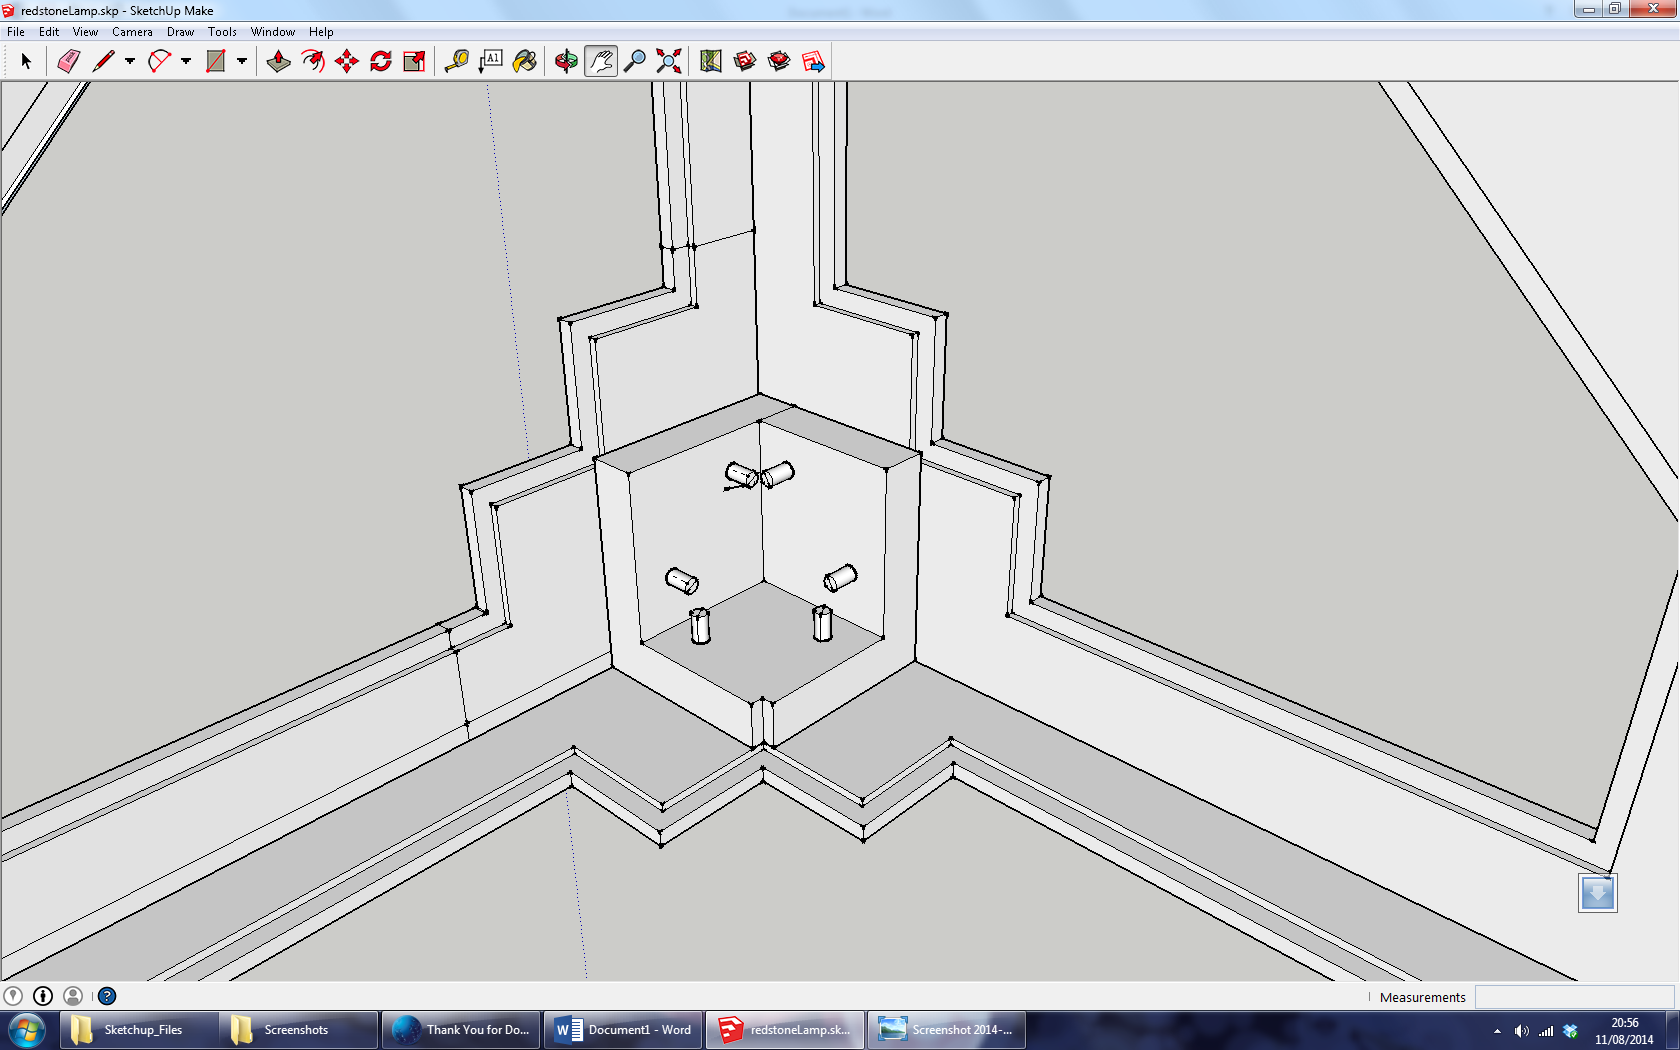 redstoneLamp.skp - SketchUp Make
File Edit View Camera Draw Tools Window Help
A1
Measurements
Sketchup_Files
Screenshots
Thank You for Do...
Document1 - Word
redstoneLamp.sk...
Screenshot 2014-...
20:56
11/08/2014